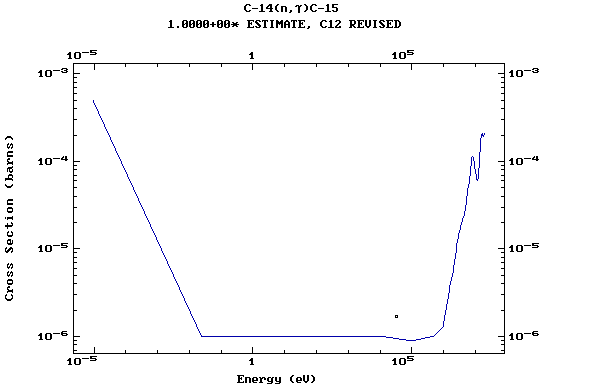 C-14(n,γ)C-15
1.0000+00* ESTIMATE, C12 REVISED
10-5 1 105
10-3 10-3
10-4 10-4
10-5 10-5
10-6 10-6
10-5 1 105
Cross Section (barns)
Energy (eV)